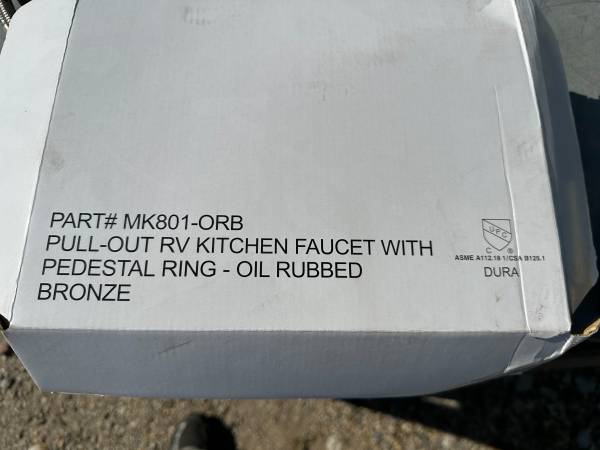 PART# MK801-ORB
PULL-OUT RV KITCHEN FAUCET WITH
PEDESTAL RING - OIL RUBBED
BRONZE
UPC
C ®
ASME A112.18.1/CSA B125.1
DURA